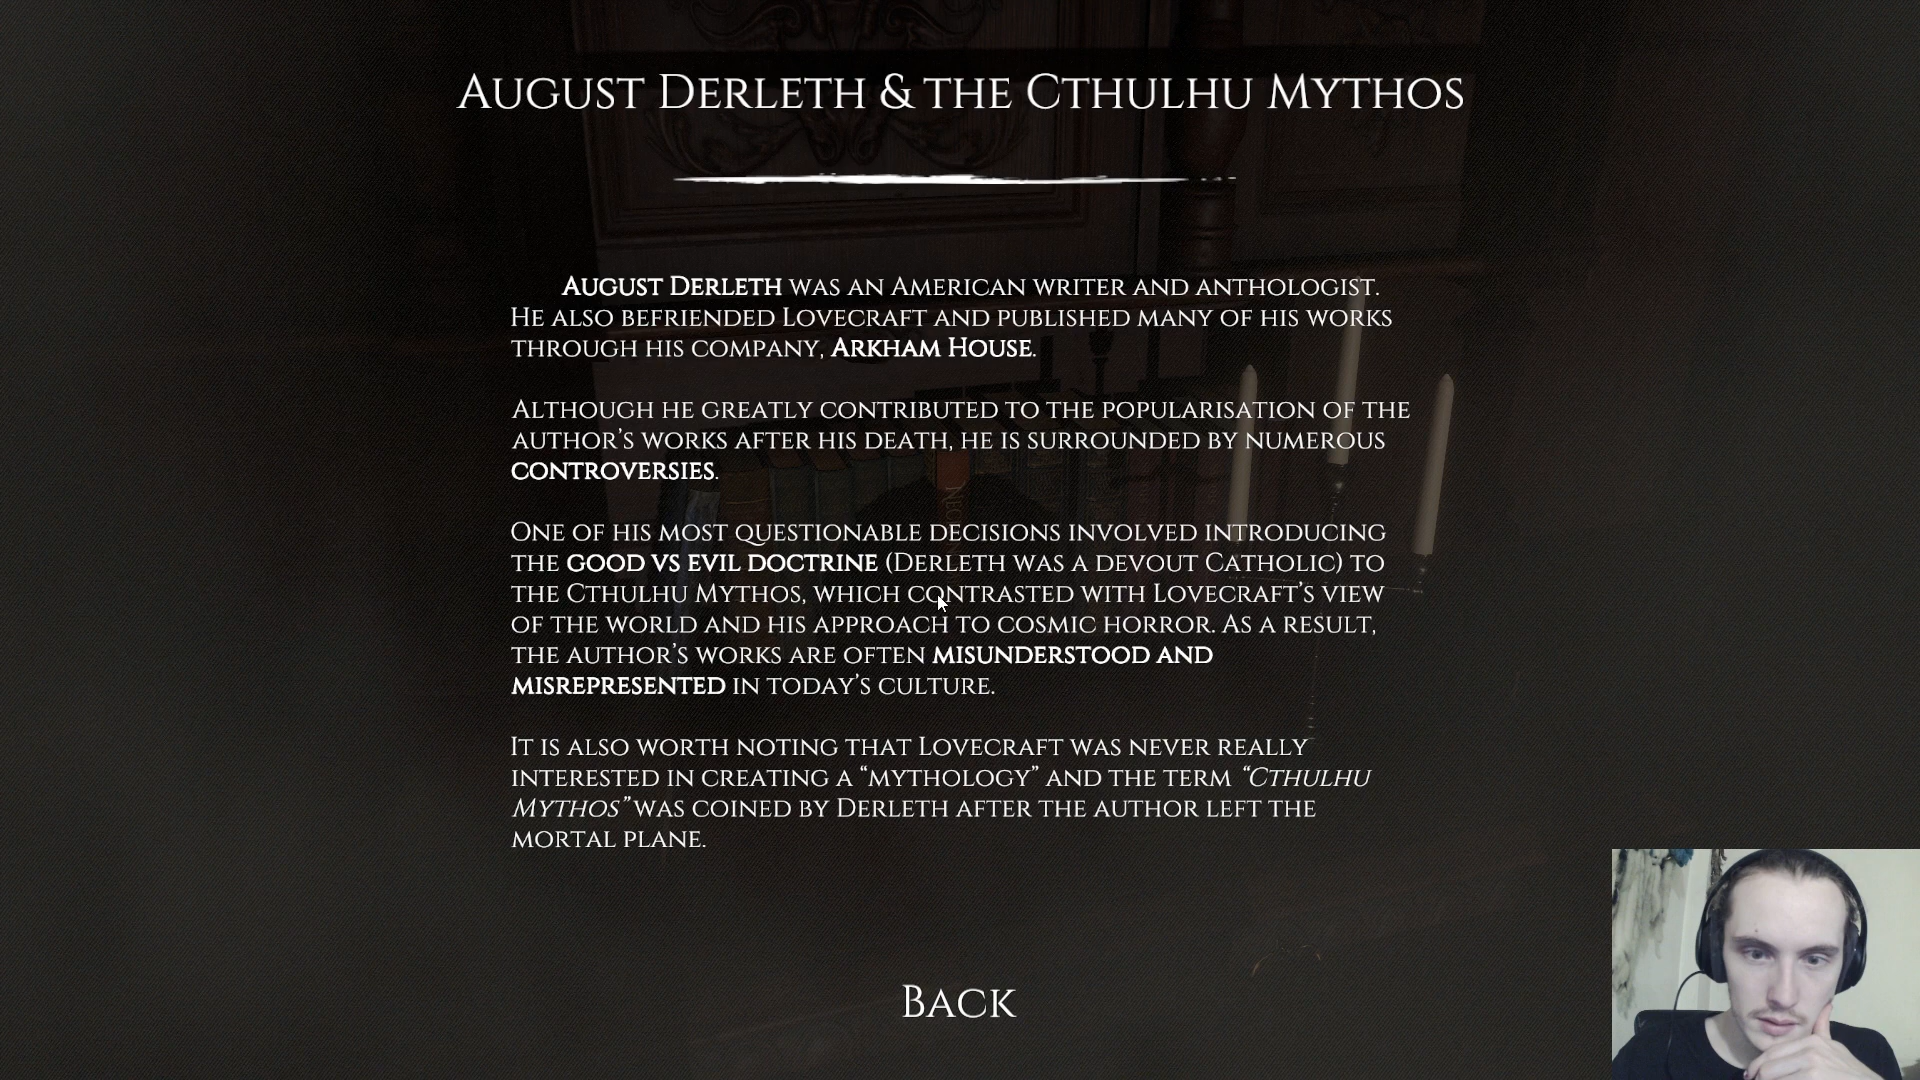 August Derleth & the Cthulhu Mythos
August Derleth was an American writer and anthologist.
He also befriended Lovecraft and published many of his works
through his company, Arkham House.
Although he greatly contributed to the popularisation of the
author's works after his death, he is surrounded by numerous
controversies.
One of his most questionable decisions involved introducing
the good vs evil doctrine (Derleth was a devout Catholic) to
the Cthulhu Mythos, which contrasted with Lovecraft's view
of the world and his approach to cosmic horror. As a result,
the author's works are often misunderstood and
misrepresented in today's culture.
It is also worth noting that Lovecraft was never really
interested in creating a “mythology” and the term “Cthulhu
Mythos” was coined by Derleth after the author left the
mortal plane.
Back